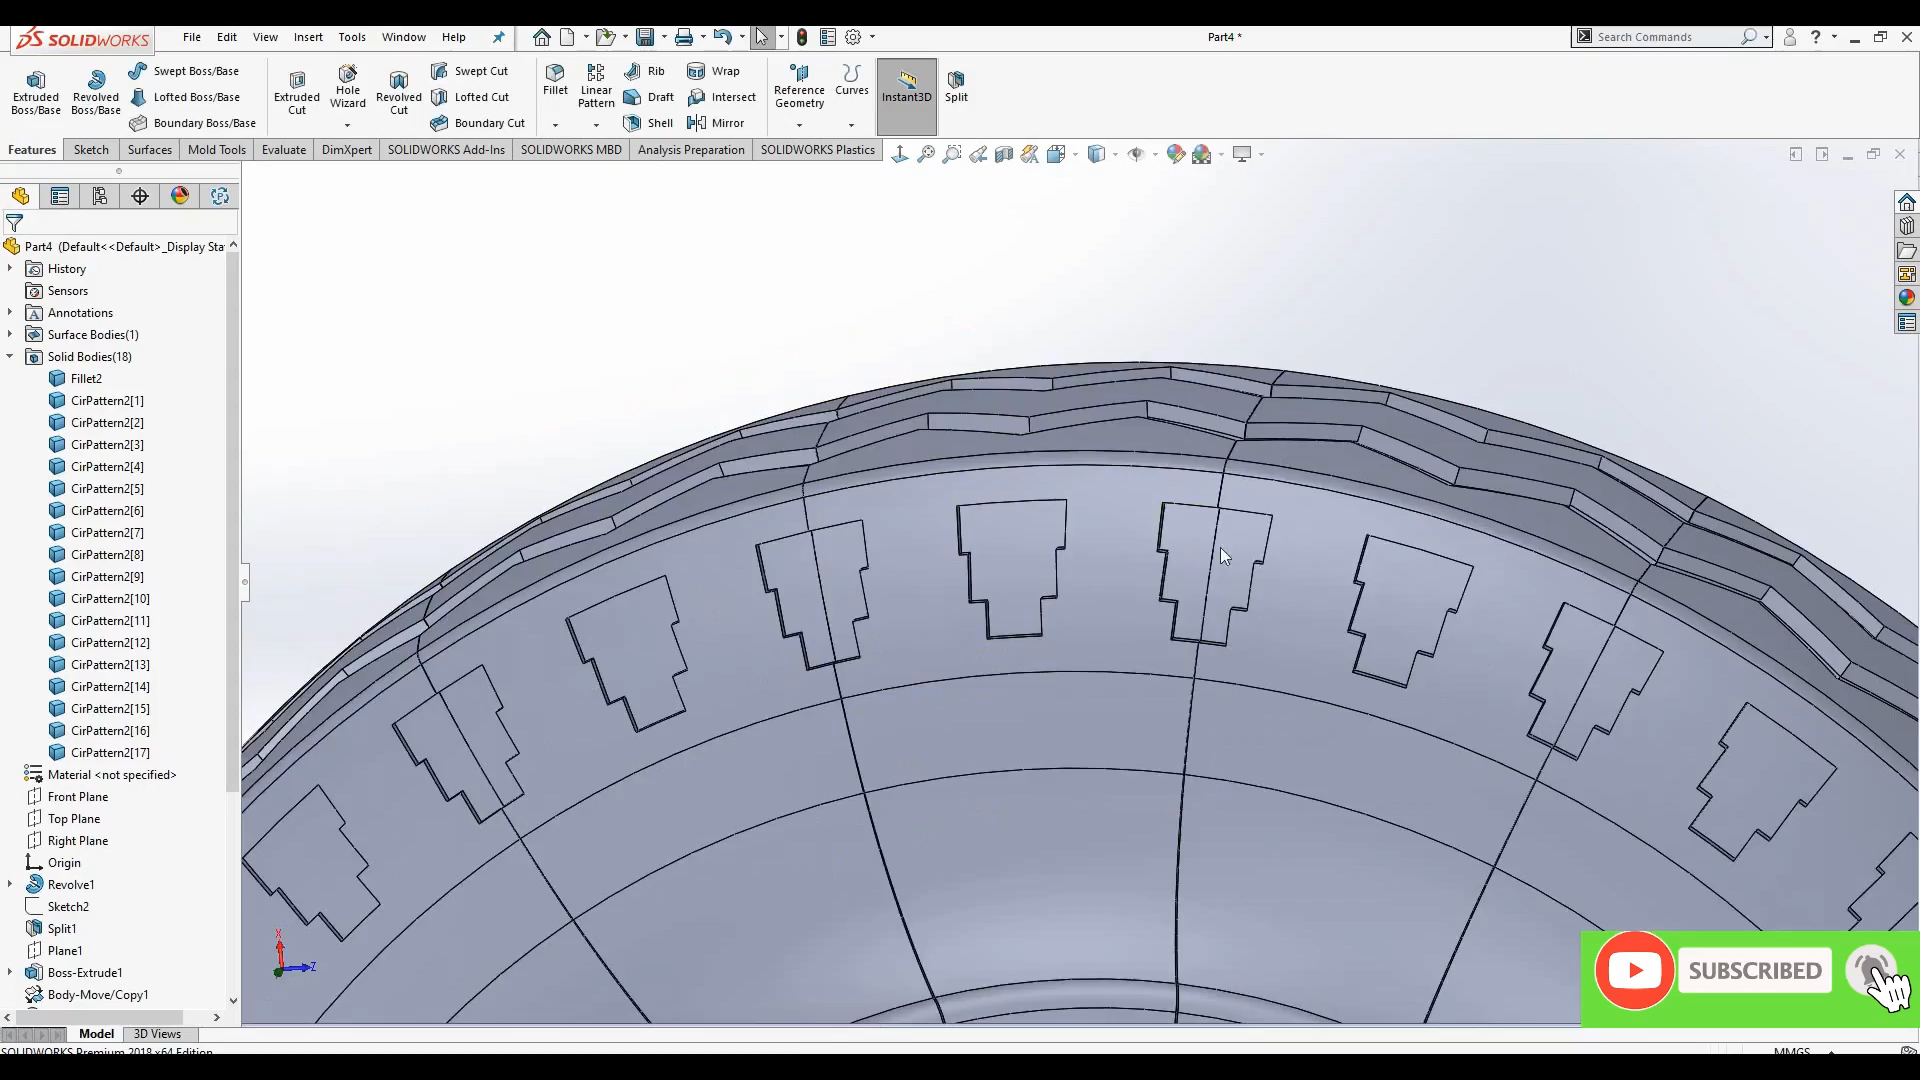 SOLIDWORKS File Edit View Insert Tools Window Help Part4 * Search Commands
Swept Boss/Base Swept Cut Rib Wrap
Extruded Boss/Base Revolved Boss/Base Lofted Boss/Base Extruded Cut Hole Wizard Revolved Cut Lofted Cut Fillet Linear Pattern Draft Intersect Reference Geometry Curves Instant3D Split
Boundary Boss/Base Boundary Cut Shell Mirror
Features Sketch Surfaces Mold Tools Evaluate DimXpert SOLIDWORKS Add-Ins SOLIDWORKS MBD Analysis Preparation SOLIDWORKS Plastics
Part4 (Default<<Default>_Display Sta
History
Sensors
Annotations
Surface Bodies(1)
Solid Bodies(18)
Fillet2
CirPattern2[1]
CirPattern2[2]
CirPattern2[3]
CirPattern2[4]
CirPattern2[5]
CirPattern2[6]
CirPattern2[7]
CirPattern2[8]
CirPattern2[9]
CirPattern2[10]
CirPattern2[11]
CirPattern2[12]
CirPattern2[13]
CirPattern2[14]
CirPattern2[15]
CirPattern2[16]
CirPattern2[17]
Material <not specified>
Front Plane
Top Plane
Right Plane
Origin
Revolve1
Sketch2
Split1
Plane1
Boss-Extrude1
Body-Move/Copy1
X
Z
SUBSCRIBED
Model 3D Views
SOLIDWORKS Premium 2018 x64 Edition MMGS